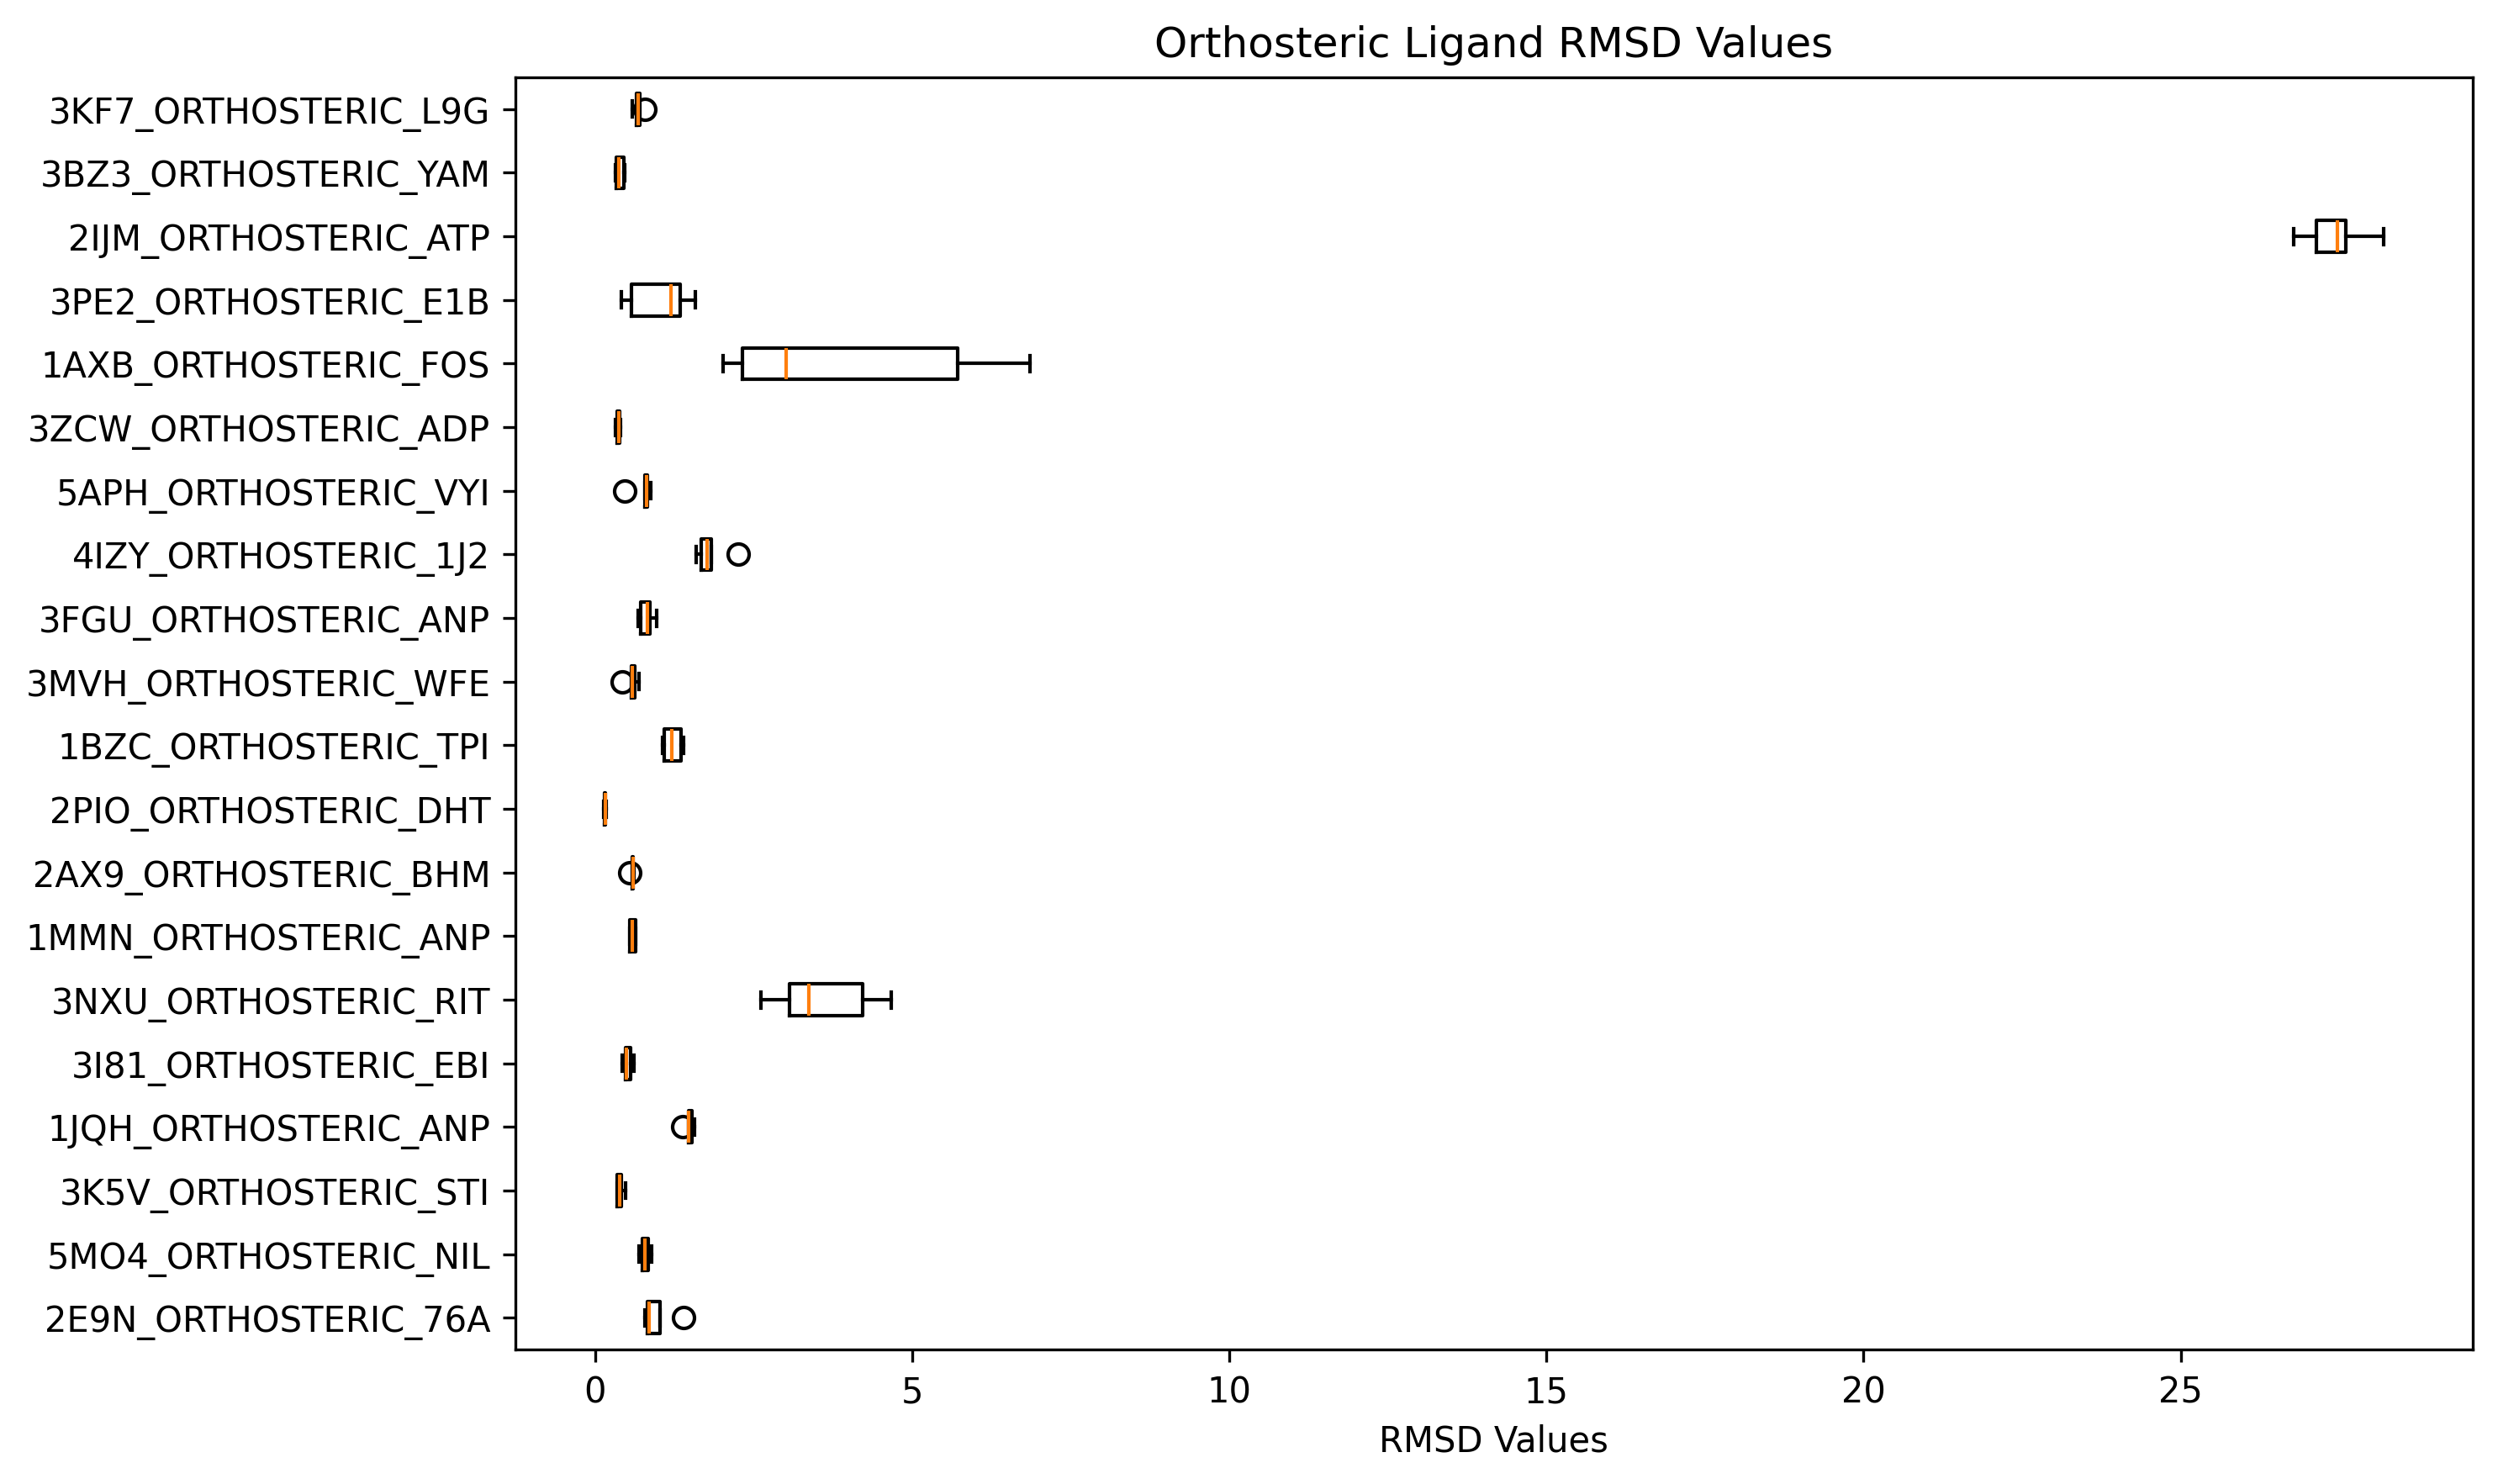 Orthosteric Ligand RMSD Values
3KF7_ORTHOSTERIC_L9G
3BZ3_ORTHOSTERIC_YAM
2IJM_ORTHOSTERIC_ATP
3PE2_ORTHOSTERIC_E1B
1AXB_ORTHOSTERIC_FOS
3ZCW_ORTHOSTERIC_ADP
5APH_ORTHOSTERIC_VYI
4IZY_ORTHOSTERIC_1J2
3FGU_ORTHOSTERIC_ANP
3MVH_ORTHOSTERIC_WFE
1BZC_ORTHOSTERIC_TPI
2PIO_ORTHOSTERIC_DHT
2AX9_ORTHOSTERIC_BHM
1MMN_ORTHOSTERIC_ANP
3NXU_ORTHOSTERIC_RIT
3I81_ORTHOSTERIC_EBI
1JQH_ORTHOSTERIC_ANP
3K5V_ORTHOSTERIC_STI
5MO4_ORTHOSTERIC_NIL
2E9N_ORTHOSTERIC_76A
0 5 10 15 20 25
RMSD Values